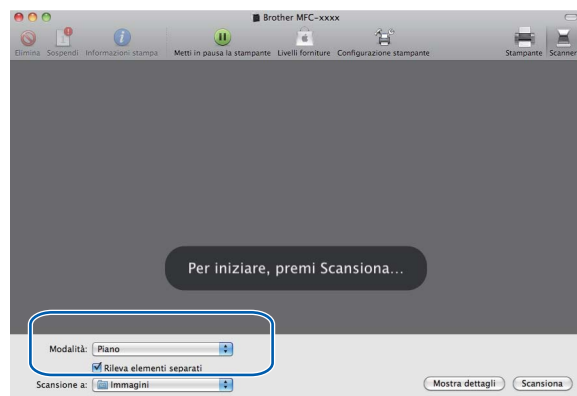 Brother MFC-xxxx
Elimina Sospendi Informazioni stampa Metti in pausa la stampante Livelli forniture Configurazione stampante Stampante Scanner
Per iniziare, premi Scansiona...
Modalità: Piano
Rileva elementi separati
Scansione a: Immagini
Mostra dettagli Scansiona